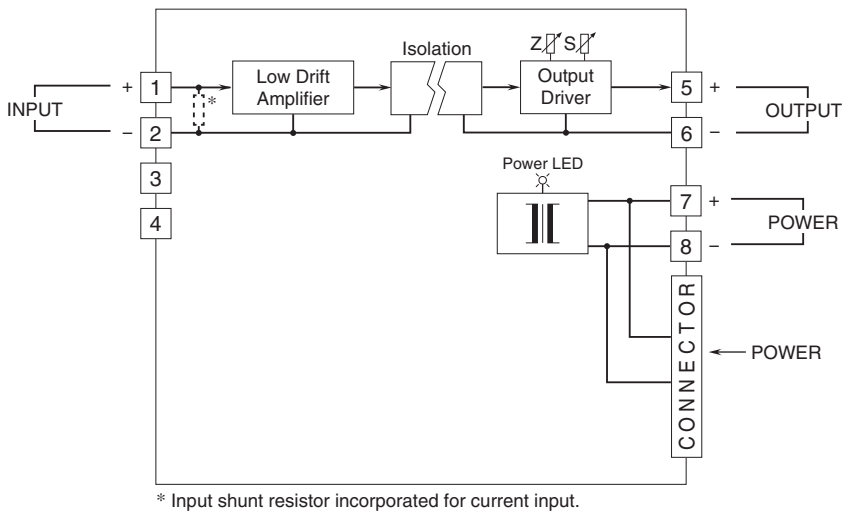 Isolation
Z S
Low Drift
Amplifier
Output
Driver
INPUT
+ 1
*
− 2
3
4
5 +
6 −
OUTPUT
Power LED
7 +
8 −
POWER
CONNECTOR
POWER
* Input shunt resistor incorporated for current input.